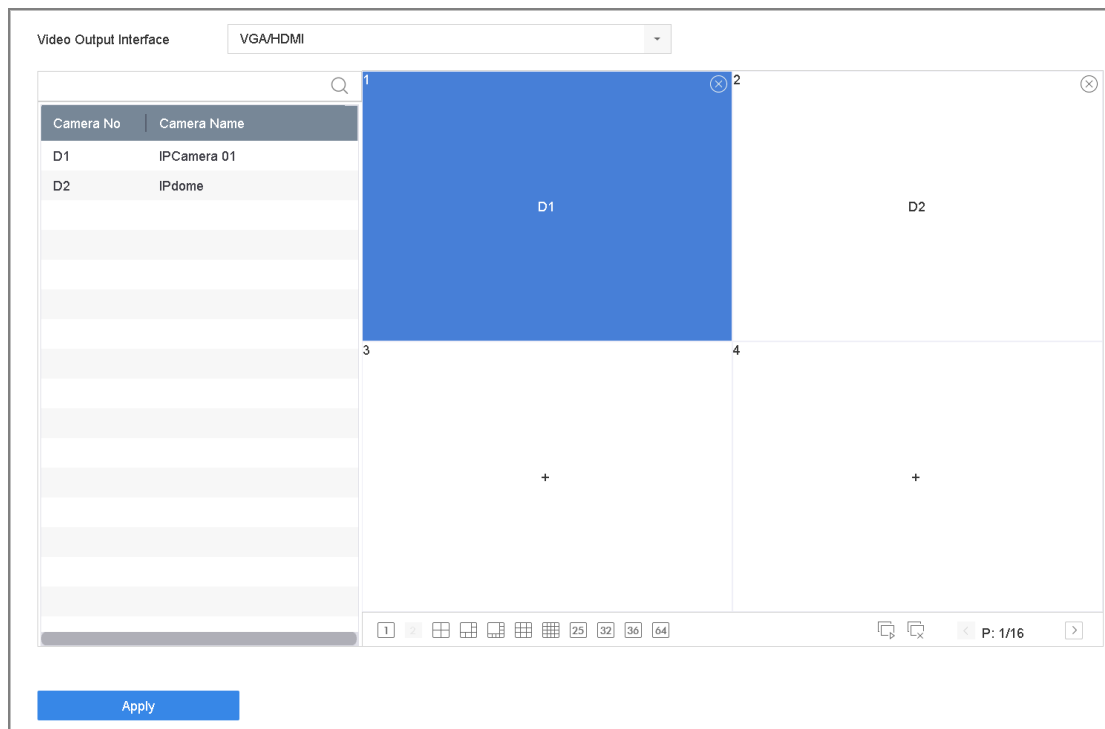 Video Output Interface VGA/HDMI
Camera No Camera Name
D1 IPCamera 01
D2 IPdome
1
D1
2
D2
3
+
4
+
1 2 25 32 36 64 P: 1/16
Apply